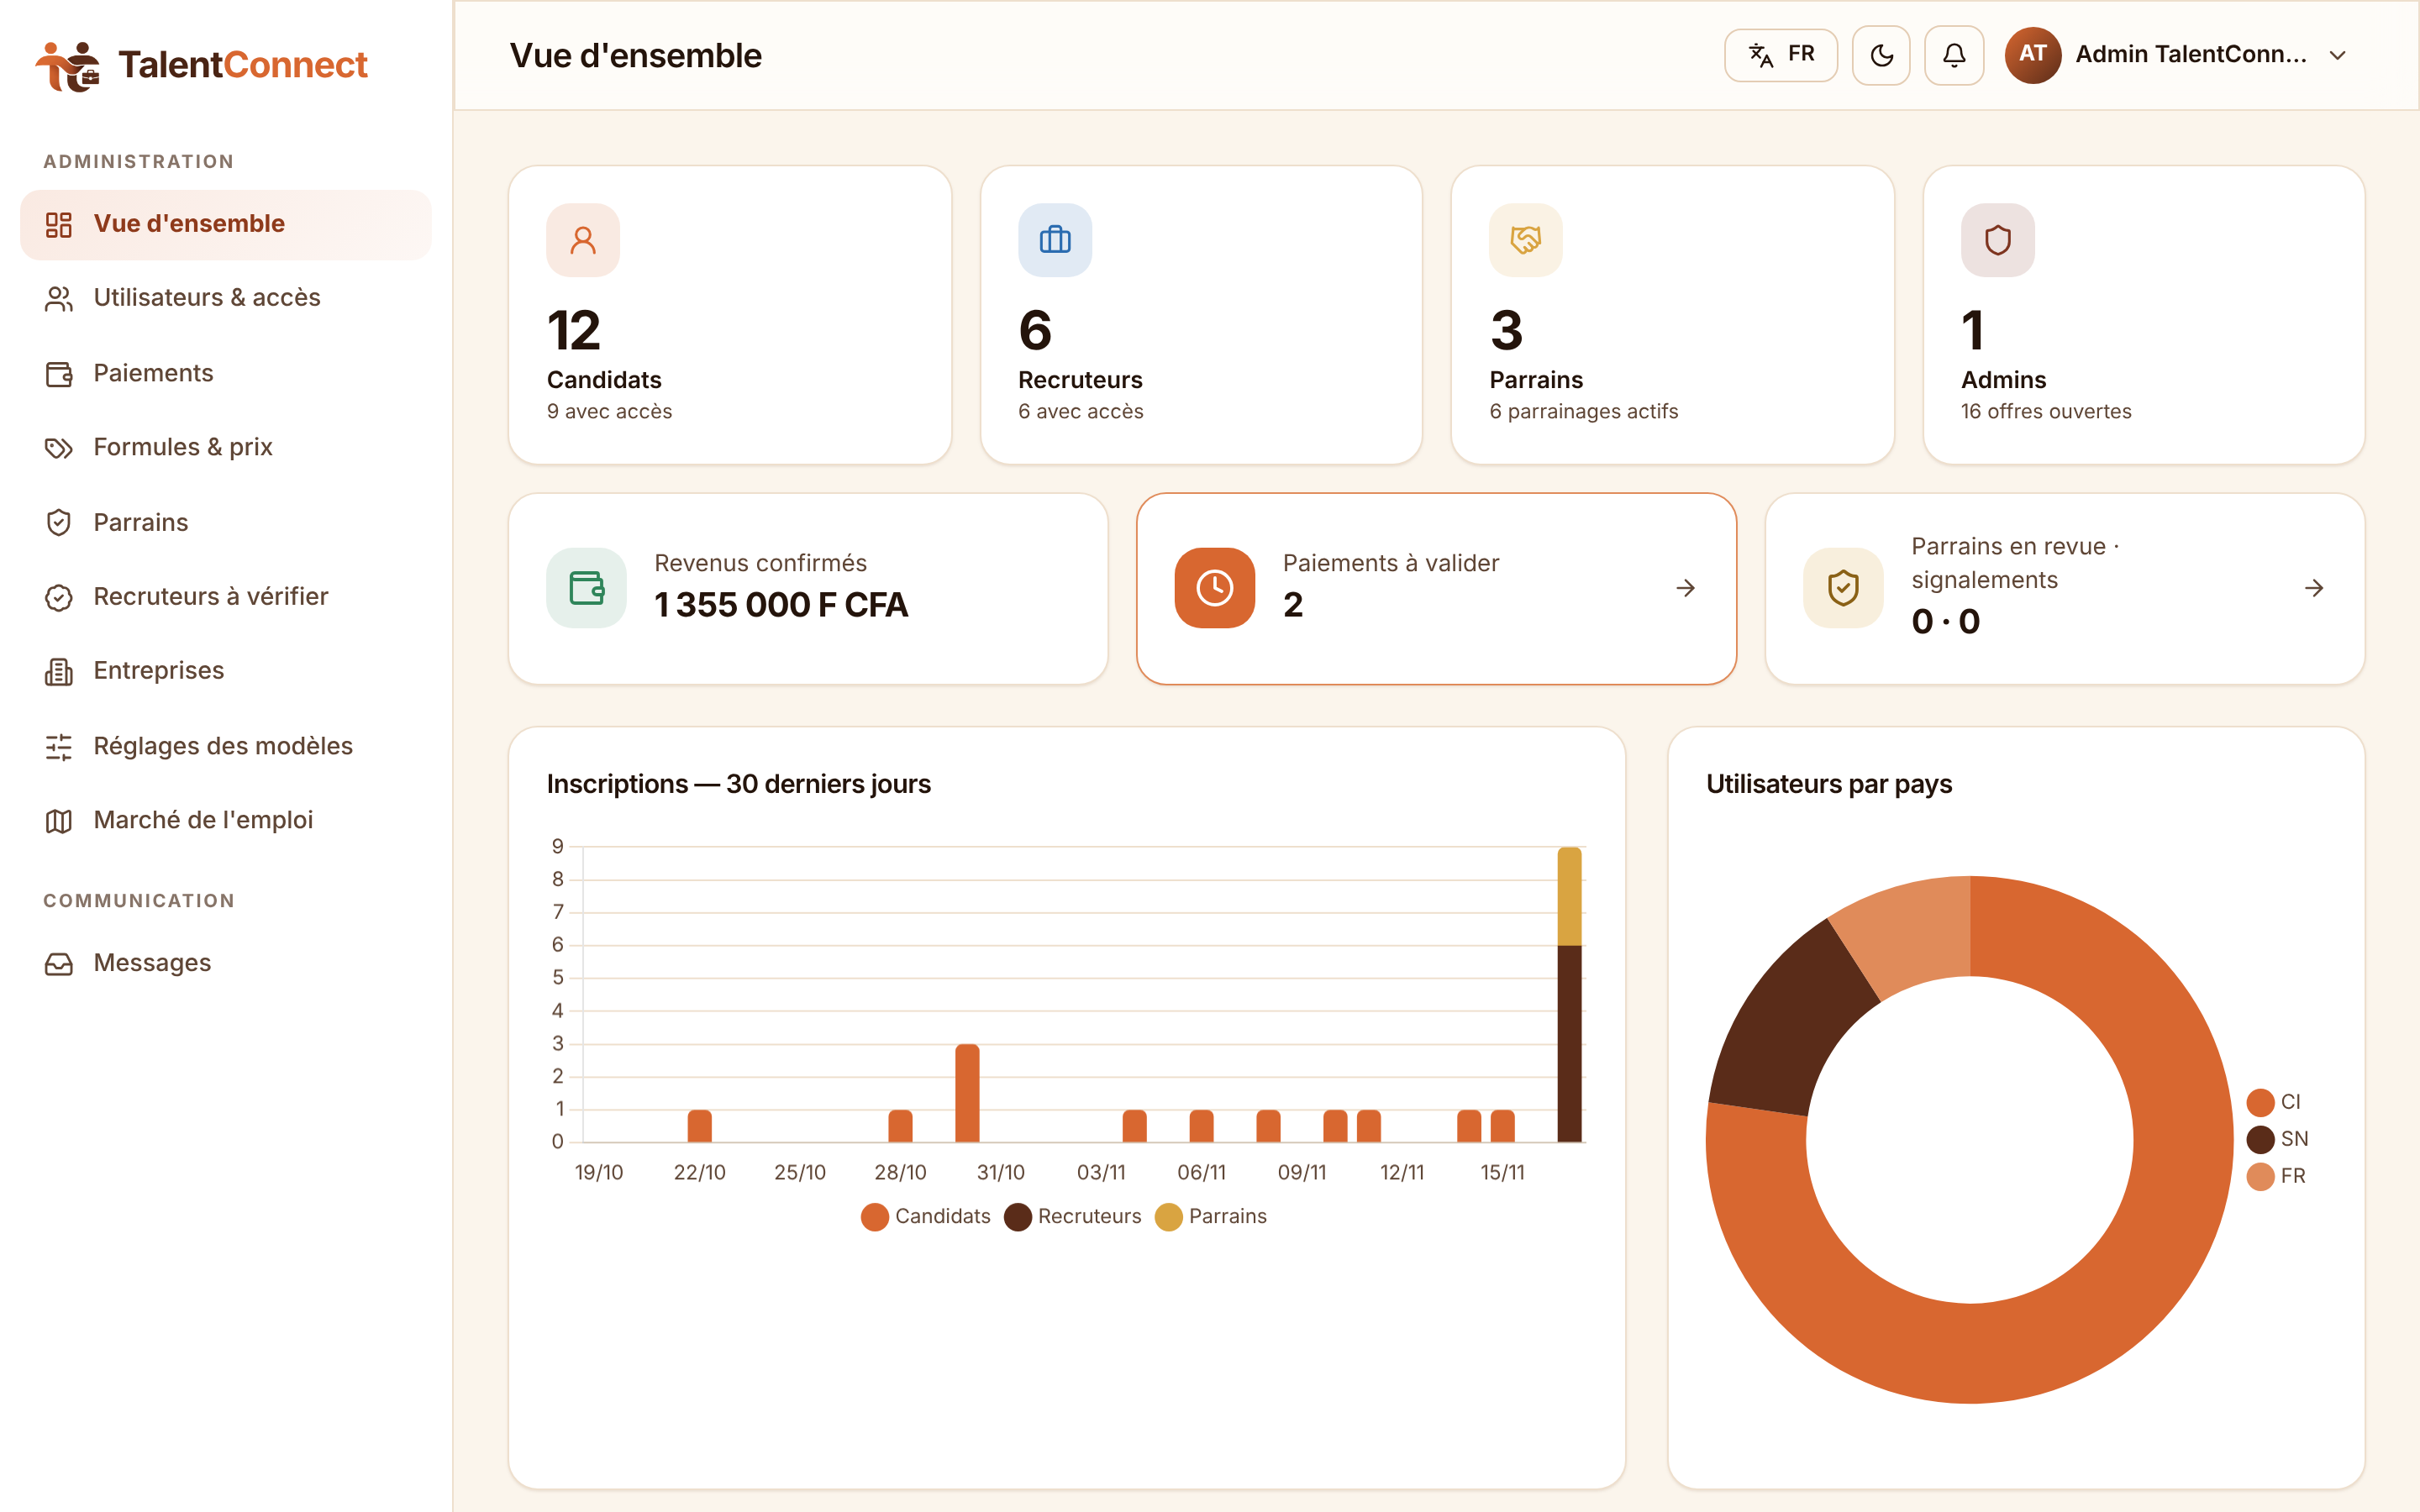 TalentConnect
ADMINISTRATION
Vue d'ensemble
Utilisateurs & accès
Paiements
Formules & prix
Parrains
Recruteurs à vérifier
Entreprises
Réglages des modèles
Marché de l'emploi
COMMUNICATION
Messages
Vue d'ensemble
FR
AT
Admin TalentConn...
12
Candidats
9 avec accès
6
Recruteurs
6 avec accès
3
Parrains
6 parrainages actifs
1
Admins
16 offres ouvertes
Revenus confirmés
1 355 000 F CFA
Paiements à valider
2
Parrains en revue ·
signalements
0 · 0
Inscriptions — 30 derniers jours
9
8
7
6
5
4
3
2
1
0
19/10 22/10 25/10 28/10 31/10 03/11 06/11 09/11 12/11 15/11
Candidats Recruteurs Parrains
Utilisateurs par pays
CI
SN
FR